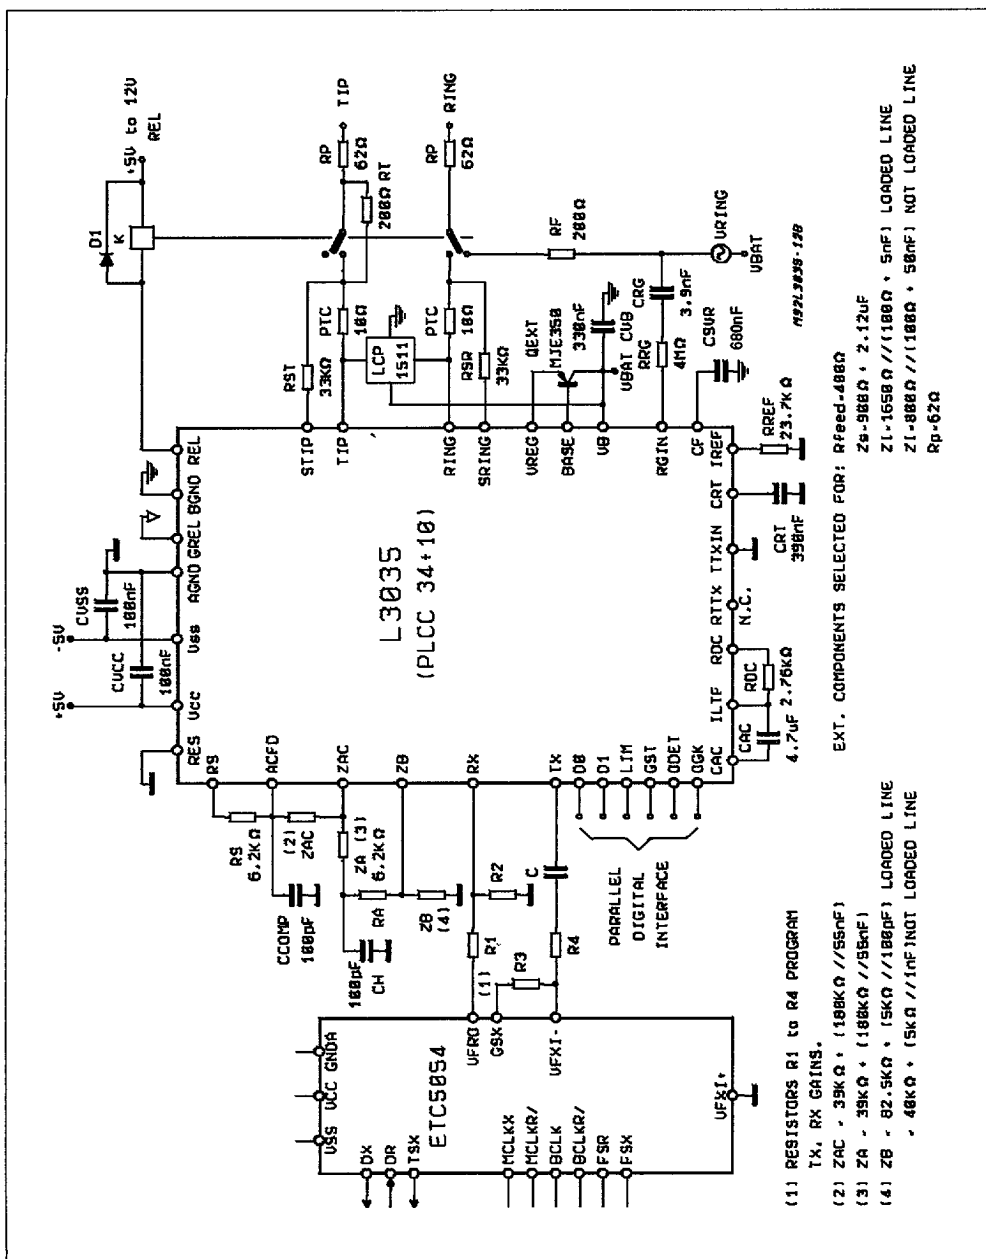 +5V to 12V
REL
D1
K
TIP
RP
62Ω
200Ω RT
RING
RP
62Ω
RF
200Ω
VRING
VBAT
M92L3035-12B
PTC
10Ω
RST
33KΩ
LCP
1511
PTC
10Ω
RSR
33KΩ
QEXT
MJE350
330nF
CVB
VBAT
CRG
3.9nF
RRG
4MΩ
CSVR
680nF
STIP
TIP
RING
SRING
VREG
BASE
VB
RGIN
CF
REL
BGND
GREL
AGND
Vss
VCC
RES
CVSS
100nF
-5V
CVCC
100nF
+5V
L3035
(PLCC 34+10)
IREF
CRT
TTXIN
RTTX
RDC
ILTF
CAC
RREF
23.7KΩ
CRT
390nF
N.C.
RDC
2.76KΩ
CAC
4.7uF
RS
ACFD
ZAC
ZB
RX
TX
D0
D1
LIM
GST
ODET
OGK
RS
6.2KΩ
(2)
ZAC
ZA (3)
6.2KΩ
CCOMP
100pF
RA
ZB
(4)
100pF
CH
R1
R2
(1)
R3
R4
C
PARALLEL
DIGITAL
INTERFACE
VFRO
GSX
VFXI-
VFXI+
ETC5054
VSS
VCC
GNDA
DX
DR
TSX
MCLKX
MCLKR/
BCLK
BCLKR/
FSR
FSX
EXT. COMPONENTS SELECTED FOR: Rfeed=400Ω
Zs=900Ω + 2.12uF
Zl=1650Ω//(100Ω + 5nF) LOADED LINE
Zl=800Ω//(100Ω + 50nF) NOT LOADED LINE
Rp=62Ω
(1) RESISTORS R1 to R4 PROGRAM
TX, RX GAINS.
(2) ZAC = 39KΩ + (180KΩ//55nF)
(3) ZA = 39KΩ + (180KΩ//58nF)
(4) ZB = 82.5KΩ + (5KΩ//100pF) LOADED LINE
= 40KΩ + (5KΩ//1nF)NOT LOADED LINE